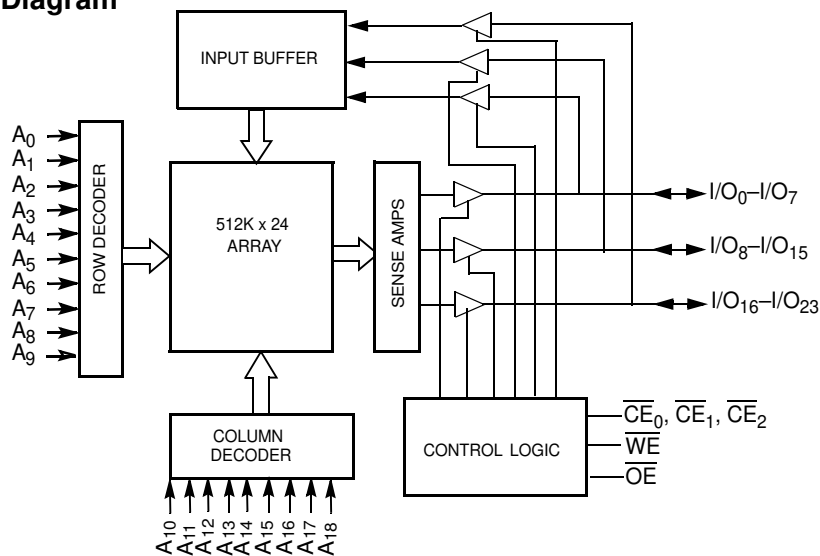 Diagram
INPUT BUFFER
A0
A1
A2
A3
A4
A5
A6
A7
A8
A9
ROW DECODER
512K x 24
ARRAY
SENSE AMPS
I/O0–I/O7
I/O8–I/O15
I/O16–I/O23
COLUMN
DECODER
CONTROL LOGIC
CE0, CE1, CE2
WE
OE
A10
A11
A12
A13
A14
A15
A16
A17
A18